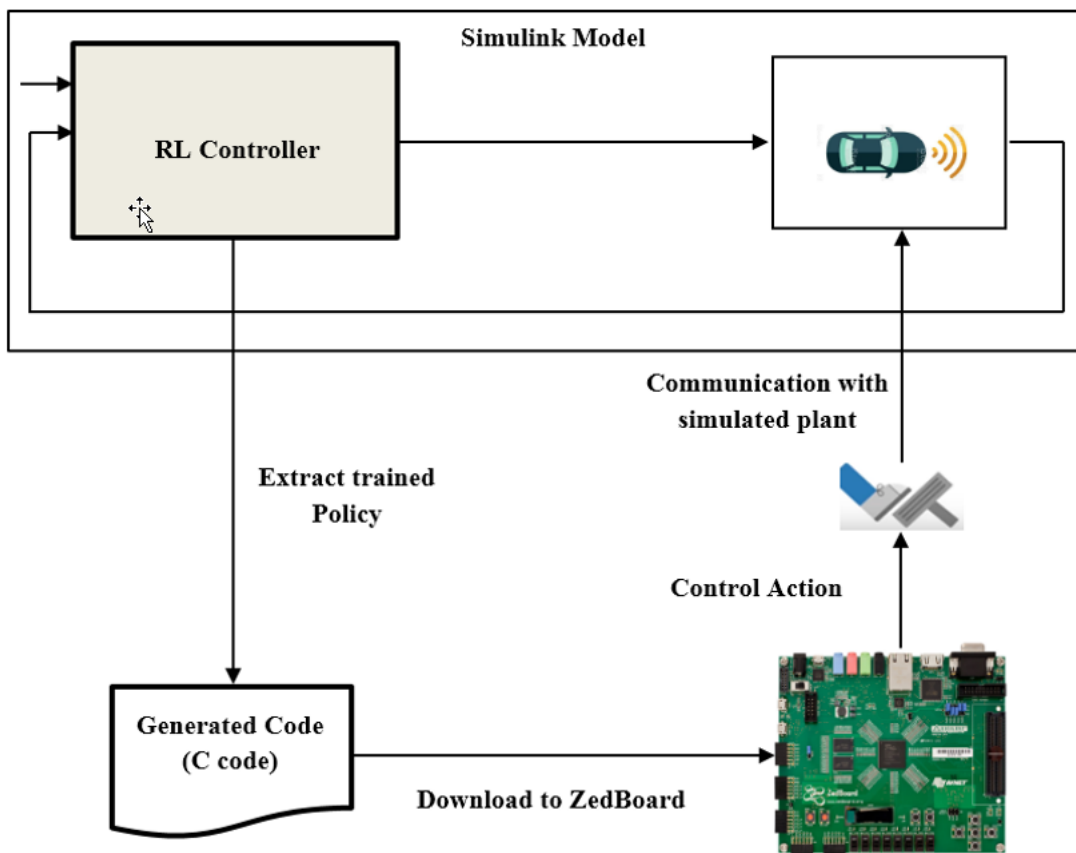 Simulink Model
RL Controller
Communication with
simulated plant
Extract trained
Policy
Control Action
Generated Code
(C code)
Download to ZedBoard
ZedBoard